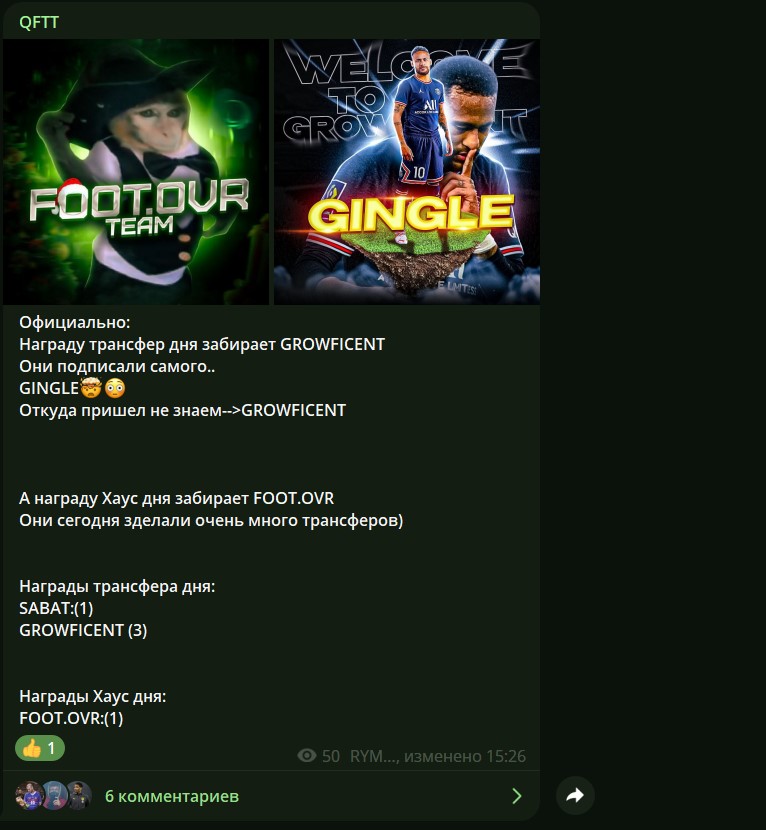 QFTT
FOOT.OVR
TEAM
WELCOME
TO
GINGLE
10
Официально:
Награду трансфер дня забирает GROWFICENT
Они подписали самого..
GINGLE🤯😳
Откуда пришел не знаем-->GROWFICENT
А награду Хаус дня забирает FOOT.OVR
Они сегодня зделали очень много трансферов)
Награды трансфера дня:
SABAT:(1)
GROWFICENT (3)
Награды Хаус дня:
FOOT.OVR:(1)
👍 1
50 RYM..., изменено 15:26
6 комментариев